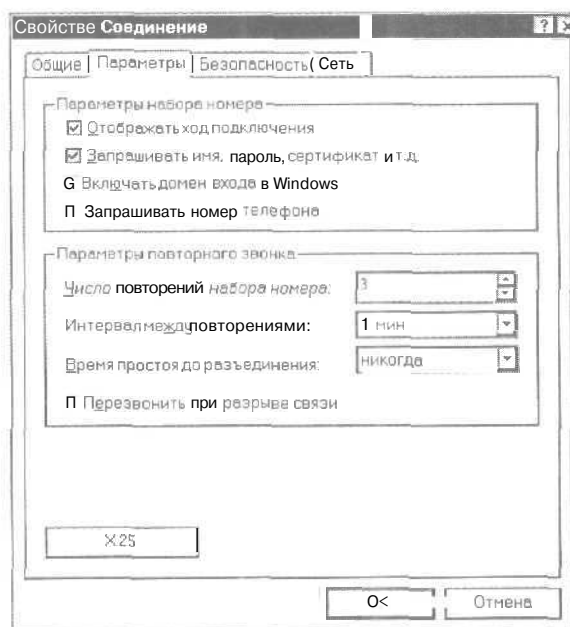 Свойстве Соединение ? x
Общие | Параметры | Безопасность( Сеть
Параметры набора номера
Отображать ход подключения
Запрашивать имя, пароль, сертификат и т.д.
G Включать домен входа в Windows
П Запрашивать номер телефона
Параметры повторного звонка
Число повторений набора номера: 3
Интервал между повторениями: 1 мин
Время простоя до разъединения: никогда
П Перезвонить при разрыве связи
X.25
O< Отмена